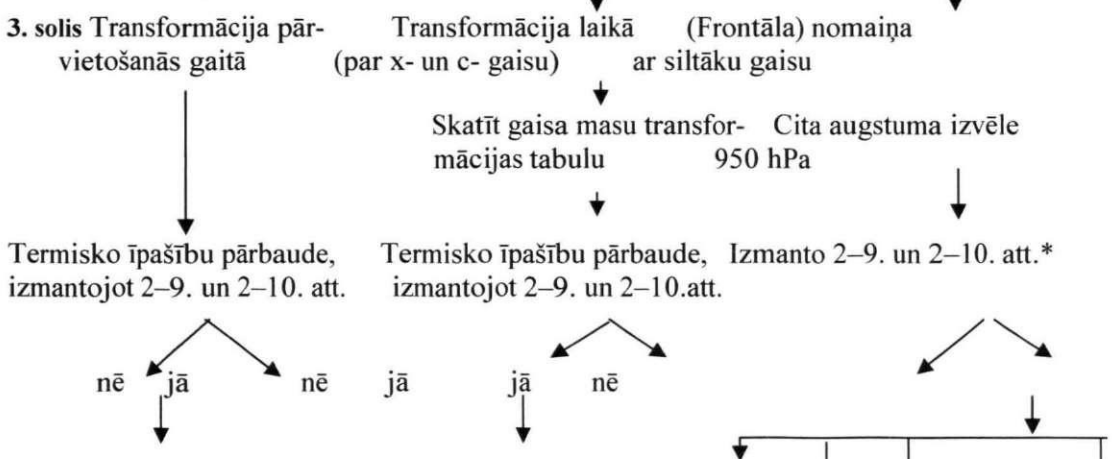 3. solis Transformācija pār- Transformācija laikā (Frontāla) nomaiņa
vietošanās gaitā (par x- un c- gaisu) ar siltāku gaisu
Skatīt gaisa masu transfor- Cita augstuma izvēle
mācijas tabulu 950 hPa
Termisko īpašību pārbaude, Termisko īpašību pārbaude, Izmanto 2–9. un 2–10. att.*
izmantojot 2–9. un 2–10. att. izmantojot 2–9. un 2–10.att.
nē jā nē jā jā nē